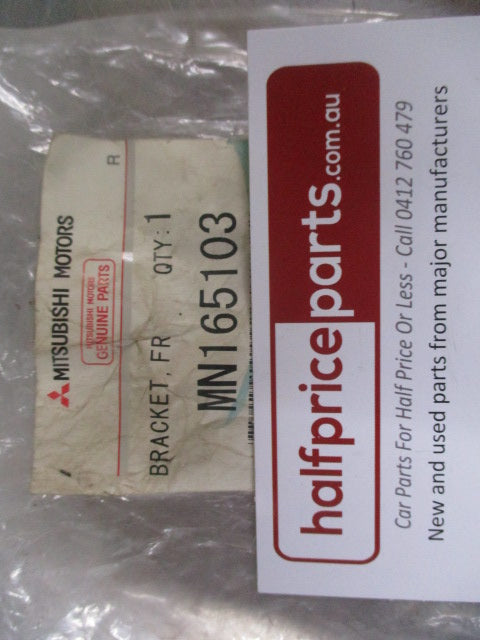 R
MITSUBISHI MOTORS
MITSUBISHI MOTORS
GENUINE PARTS
BRACKET, FR . QTY:1
MN165103
halfpriceparts.com.au
Car Parts For Half Price Or Less - Call 0412 760 479
New and used parts from major manufacturers